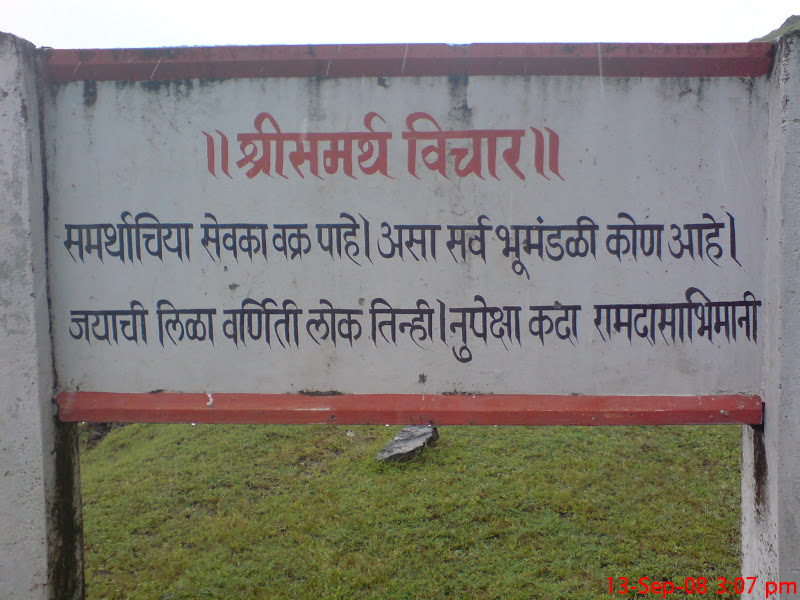 ॥श्रीसमर्थ विचार॥
समर्थाचिया सेवका वक्र पाहे। असा सर्व भूमंडळी कोण आहे।
जयाची लिळा वर्णिती लोक तिन्ही। नुपेक्षा कदा रामदासाभिमानी
13-Sep-08 3:07 pm